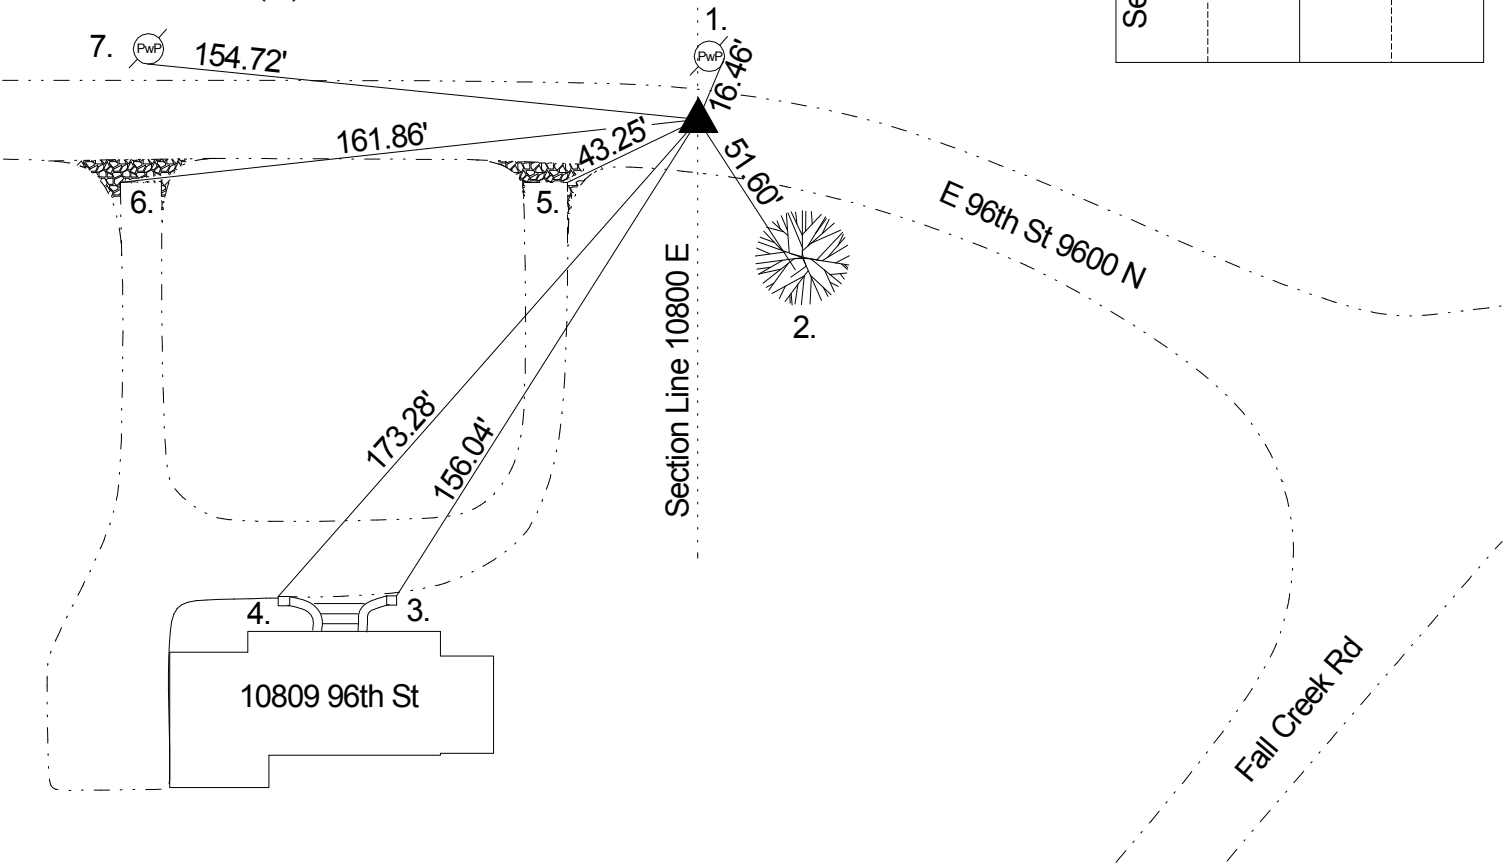 1.
7.
PwP
154.72'
PwP
16.46'
161.86'
43.25'
51.60'
6.
5.
E 96th St 9600 N
Section Line 10800 E
2.
173.28'
156.04'
4.
3.
10809 96th St
Fall Creek Rd